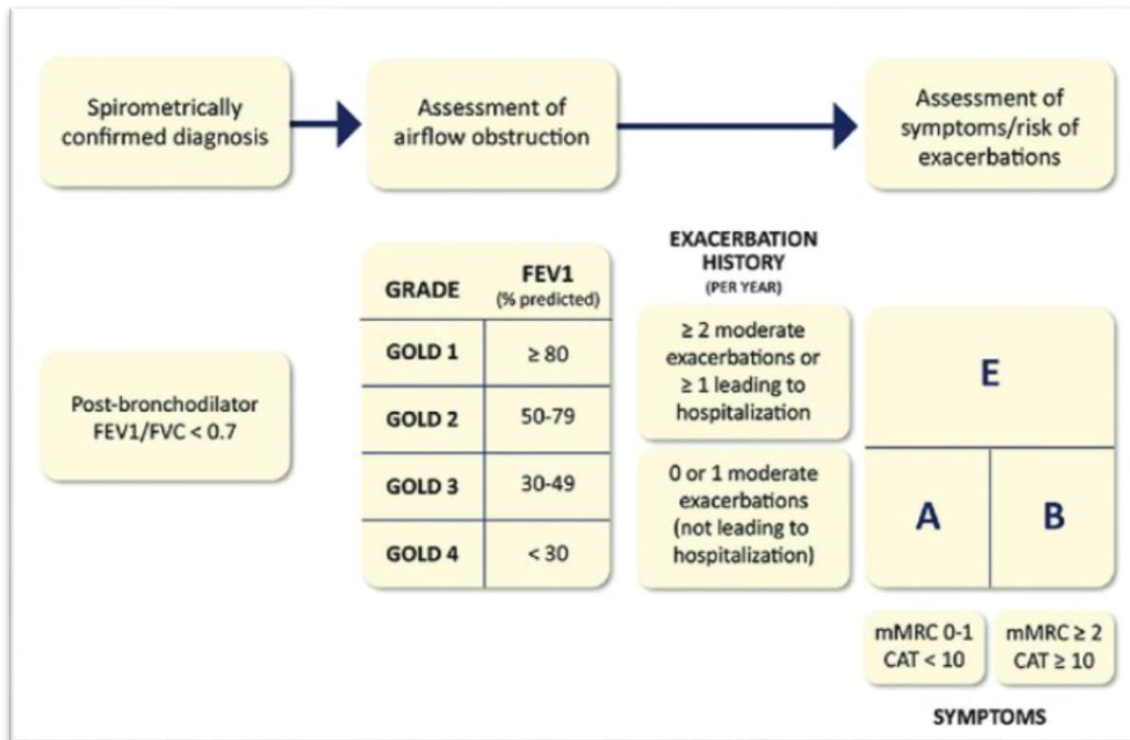 Spirometrically
confirmed diagnosis
Assessment of
airflow obstruction
Assessment of
symptoms/risk of
exacerbations
Post-bronchodilator
FEV1/FVC < 0.7
GRADE
FEV1
(% predicted)
GOLD 1
≥ 80
GOLD 2
50-79
GOLD 3
30-49
GOLD 4
< 30
EXACERBATION
HISTORY
(PER YEAR)
≥ 2 moderate
exacerbations or
≥ 1 leading to
hospitalization
0 or 1 moderate
exacerbations
(not leading to
hospitalization)
E
A
B
mMRC 0-1
CAT < 10
mMRC ≥ 2
CAT ≥ 10
SYMPTOMS